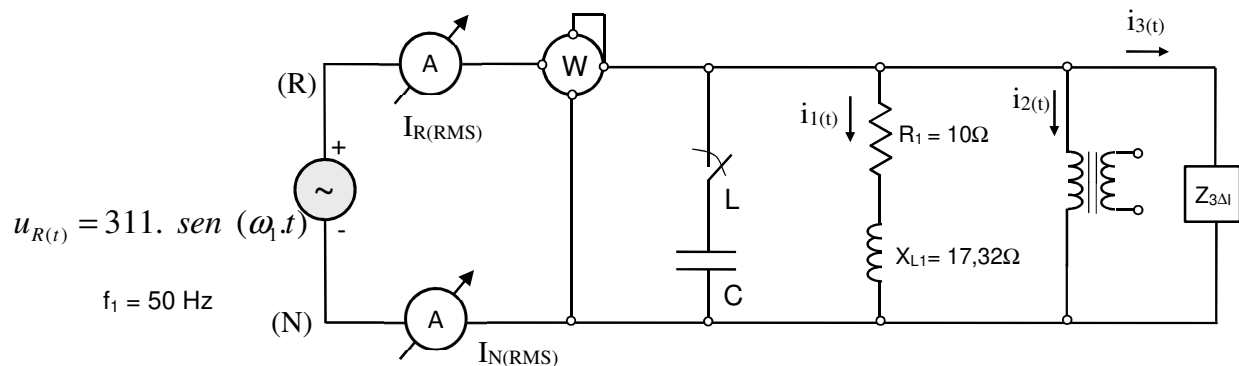 i3(t)
(R)
A
W
IR(RMS)
i1(t)
i2(t)
R1 = 10Ω
+
~
-
L
Z3ΔI
uR(t) = 311. sen (ω1.t)
XL1= 17,32Ω
f1 = 50 Hz
C
(N)
A
IN(RMS)